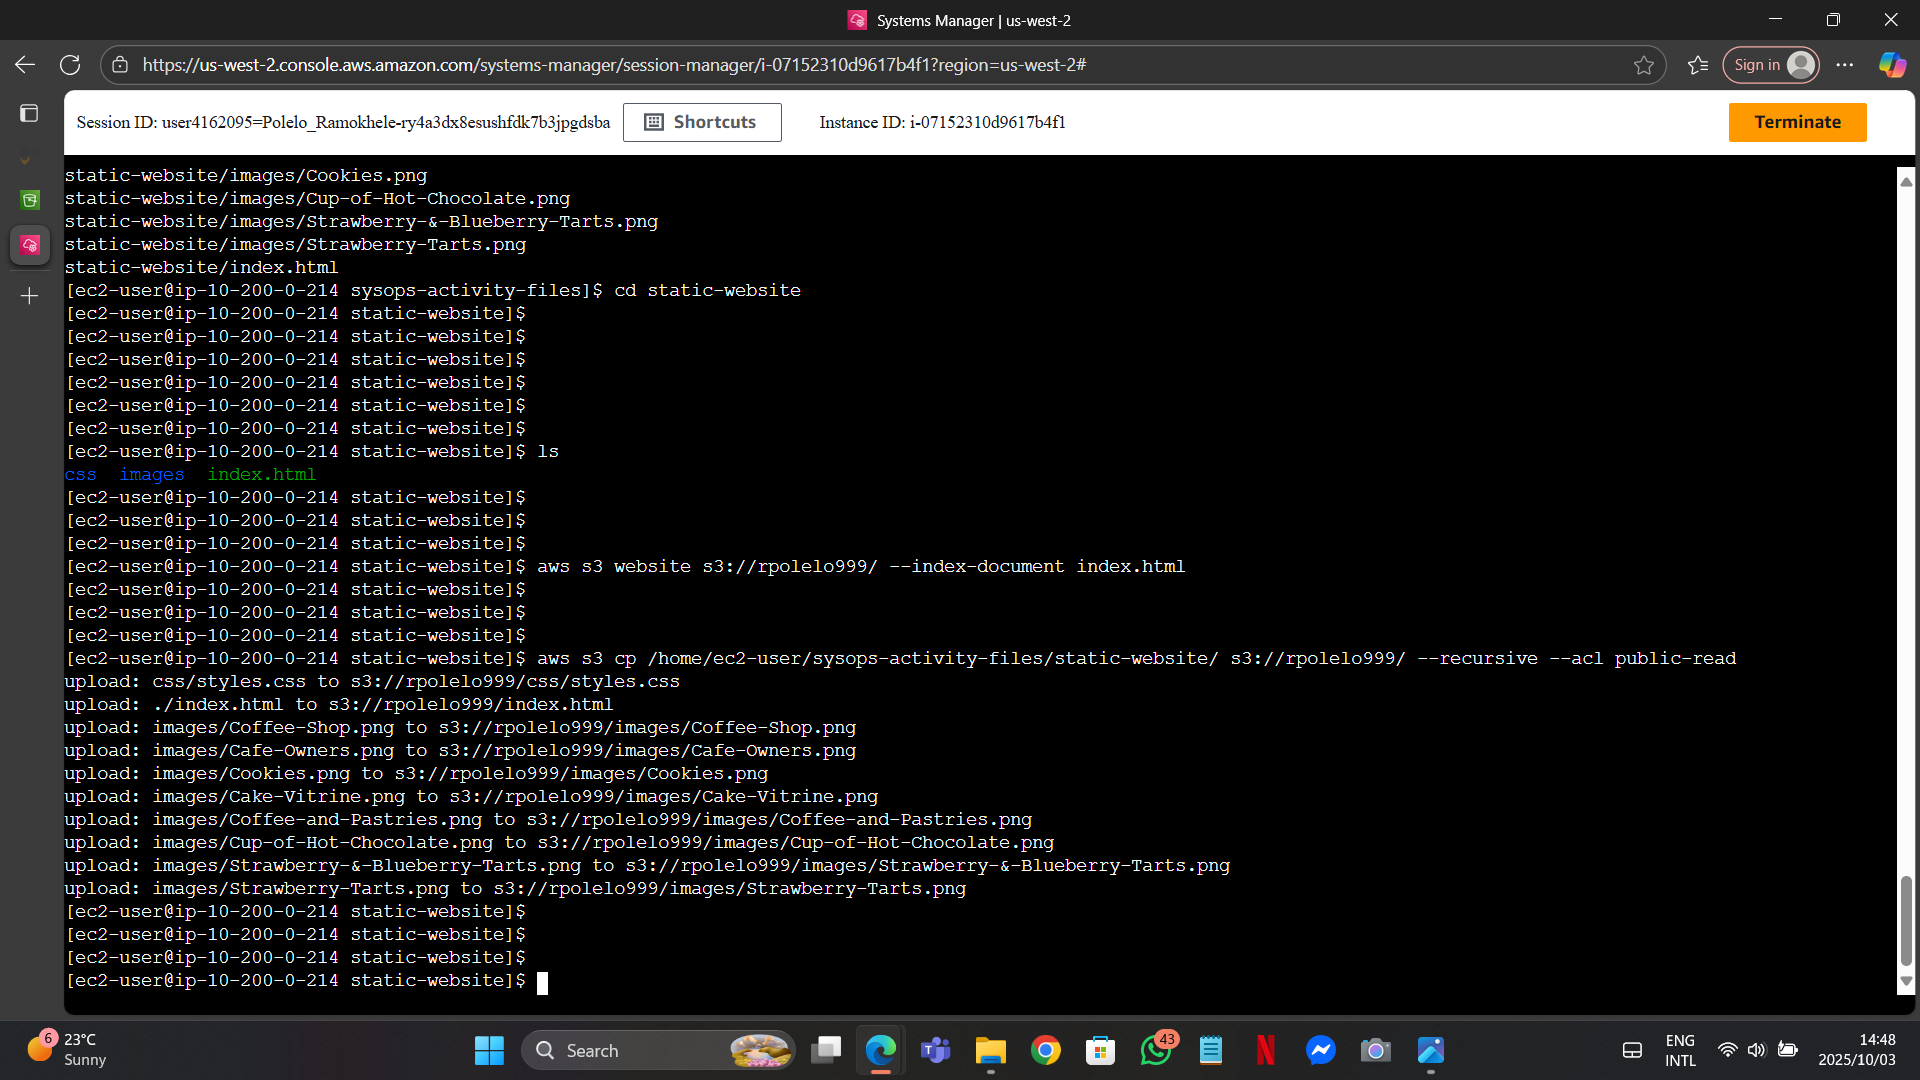 Systems Manager | us-west-2
https://us-west-2.console.aws.amazon.com/systems-manager/session-manager/i-07152310d9617b4f1?region=us-west-2#
Sign in
Session ID: user4162095=Polelo_Ramokhele-ry4a3dx8esushfdk7b3jpgdsba
Shortcuts
Instance ID: i-07152310d9617b4f1
Terminate
static-website/images/Cookies.png
static-website/images/Cup-of-Hot-Chocolate.png
static-website/images/Strawberry-&-Blueberry-Tarts.png
static-website/images/Strawberry-Tarts.png
static-website/index.html
[ec2-user@ip-10-200-0-214 sysops-activity-files]$ cd static-website
[ec2-user@ip-10-200-0-214 static-website]$
[ec2-user@ip-10-200-0-214 static-website]$
[ec2-user@ip-10-200-0-214 static-website]$
[ec2-user@ip-10-200-0-214 static-website]$
[ec2-user@ip-10-200-0-214 static-website]$
[ec2-user@ip-10-200-0-214 static-website]$
[ec2-user@ip-10-200-0-214 static-website]$ ls
css  images  index.html
[ec2-user@ip-10-200-0-214 static-website]$
[ec2-user@ip-10-200-0-214 static-website]$
[ec2-user@ip-10-200-0-214 static-website]$
[ec2-user@ip-10-200-0-214 static-website]$ aws s3 website s3://rpolelo999/ --index-document index.html
[ec2-user@ip-10-200-0-214 static-website]$
[ec2-user@ip-10-200-0-214 static-website]$
[ec2-user@ip-10-200-0-214 static-website]$
[ec2-user@ip-10-200-0-214 static-website]$ aws s3 cp /home/ec2-user/sysops-activity-files/static-website/ s3://rpolelo999/ --recursive --acl public-read
upload: css/styles.css to s3://rpolelo999/css/styles.css
upload: ./index.html to s3://rpolelo999/index.html
upload: images/Coffee-Shop.png to s3://rpolelo999/images/Coffee-Shop.png
upload: images/Cafe-Owners.png to s3://rpolelo999/images/Cafe-Owners.png
upload: images/Cookies.png to s3://rpolelo999/images/Cookies.png
upload: images/Cake-Vitrine.png to s3://rpolelo999/images/Cake-Vitrine.png
upload: images/Coffee-and-Pastries.png to s3://rpolelo999/images/Coffee-and-Pastries.png
upload: images/Cup-of-Hot-Chocolate.png to s3://rpolelo999/images/Cup-of-Hot-Chocolate.png
upload: images/Strawberry-&-Blueberry-Tarts.png to s3://rpolelo999/images/Strawberry-&-Blueberry-Tarts.png
upload: images/Strawberry-Tarts.png to s3://rpolelo999/images/Strawberry-Tarts.png
[ec2-user@ip-10-200-0-214 static-website]$
[ec2-user@ip-10-200-0-214 static-website]$
[ec2-user@ip-10-200-0-214 static-website]$
[ec2-user@ip-10-200-0-214 static-website]$
6
23°C
Sunny
Search
43
ENG
INTL
14:48
2025/10/03